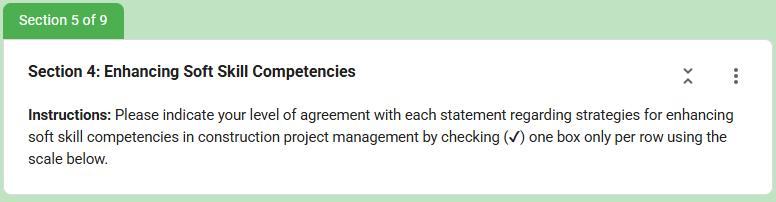 Section 5 of 9
Section 4: Enhancing Soft Skill Competencies
Instructions: Please indicate your level of agreement with each statement regarding strategies for enhancing
soft skill competencies in construction project management by checking (✓) one box only per row using the
scale below.